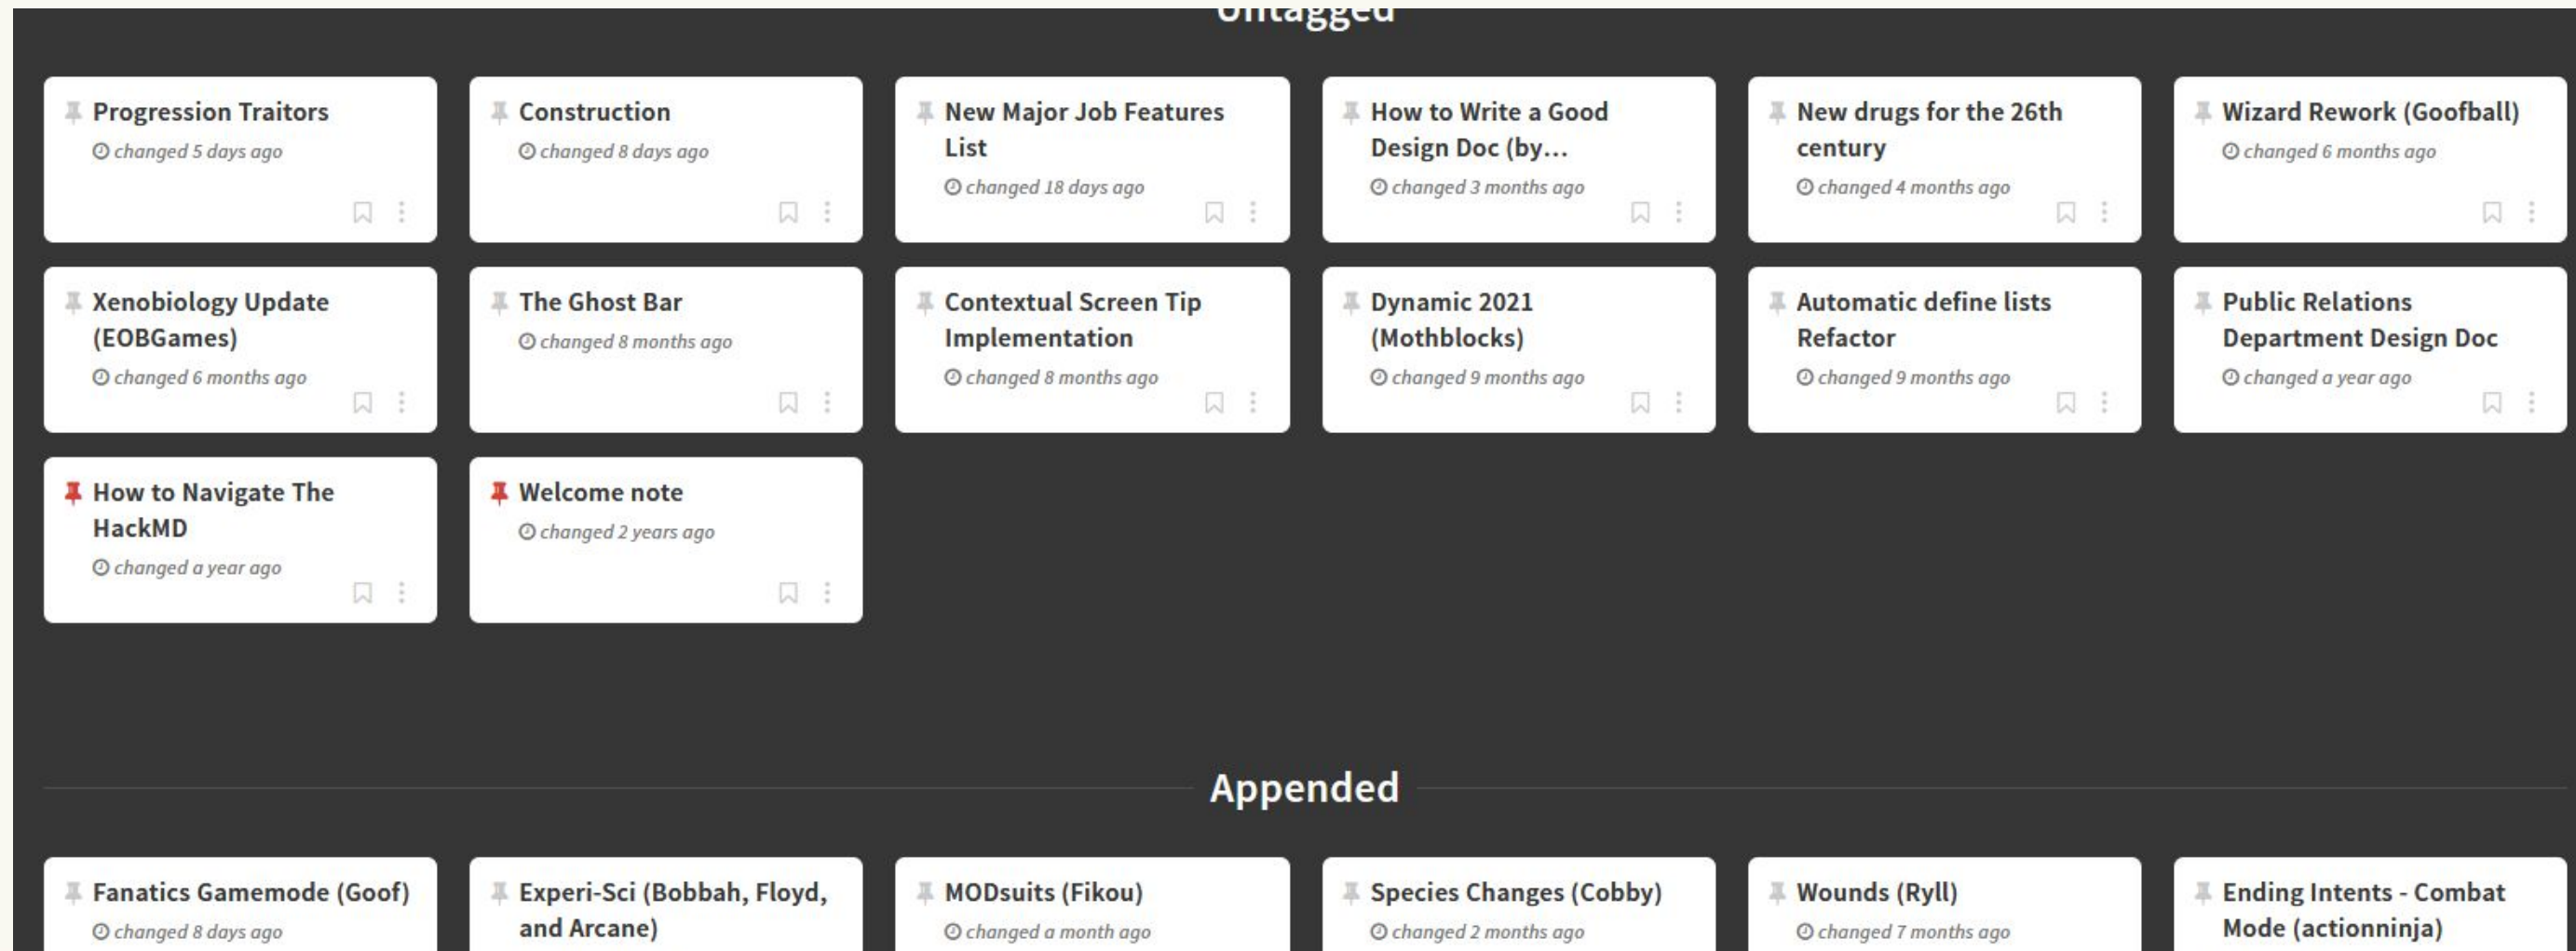 Untagged
Progression Traitors
changed 5 days ago
Construction
changed 8 days ago
New Major Job Features
List
changed 18 days ago
How to Write a Good
Design Doc (by...
changed 3 months ago
New drugs for the 26th
century
changed 4 months ago
Wizard Rework (Goofball)
changed 6 months ago
Xenobiology Update
(EOBGames)
changed 6 months ago
The Ghost Bar
changed 8 months ago
Contextual Screen Tip
Implementation
changed 8 months ago
Dynamic 2021
(Mothblocks)
changed 9 months ago
Automatic define lists
Refactor
changed 9 months ago
Public Relations
Department Design Doc
changed a year ago
How to Navigate The
HackMD
changed a year ago
Welcome note
changed 2 years ago
Appended
Fanatics Gamemode (Goof)
changed 8 days ago
Experi-Sci (Bobbah, Floyd,
and Arcane)
MODsuits (Fikou)
changed a month ago
Species Changes (Cobby)
changed 2 months ago
Wounds (Ryll)
changed 7 months ago
Ending Intents - Combat
Mode (actionninja)